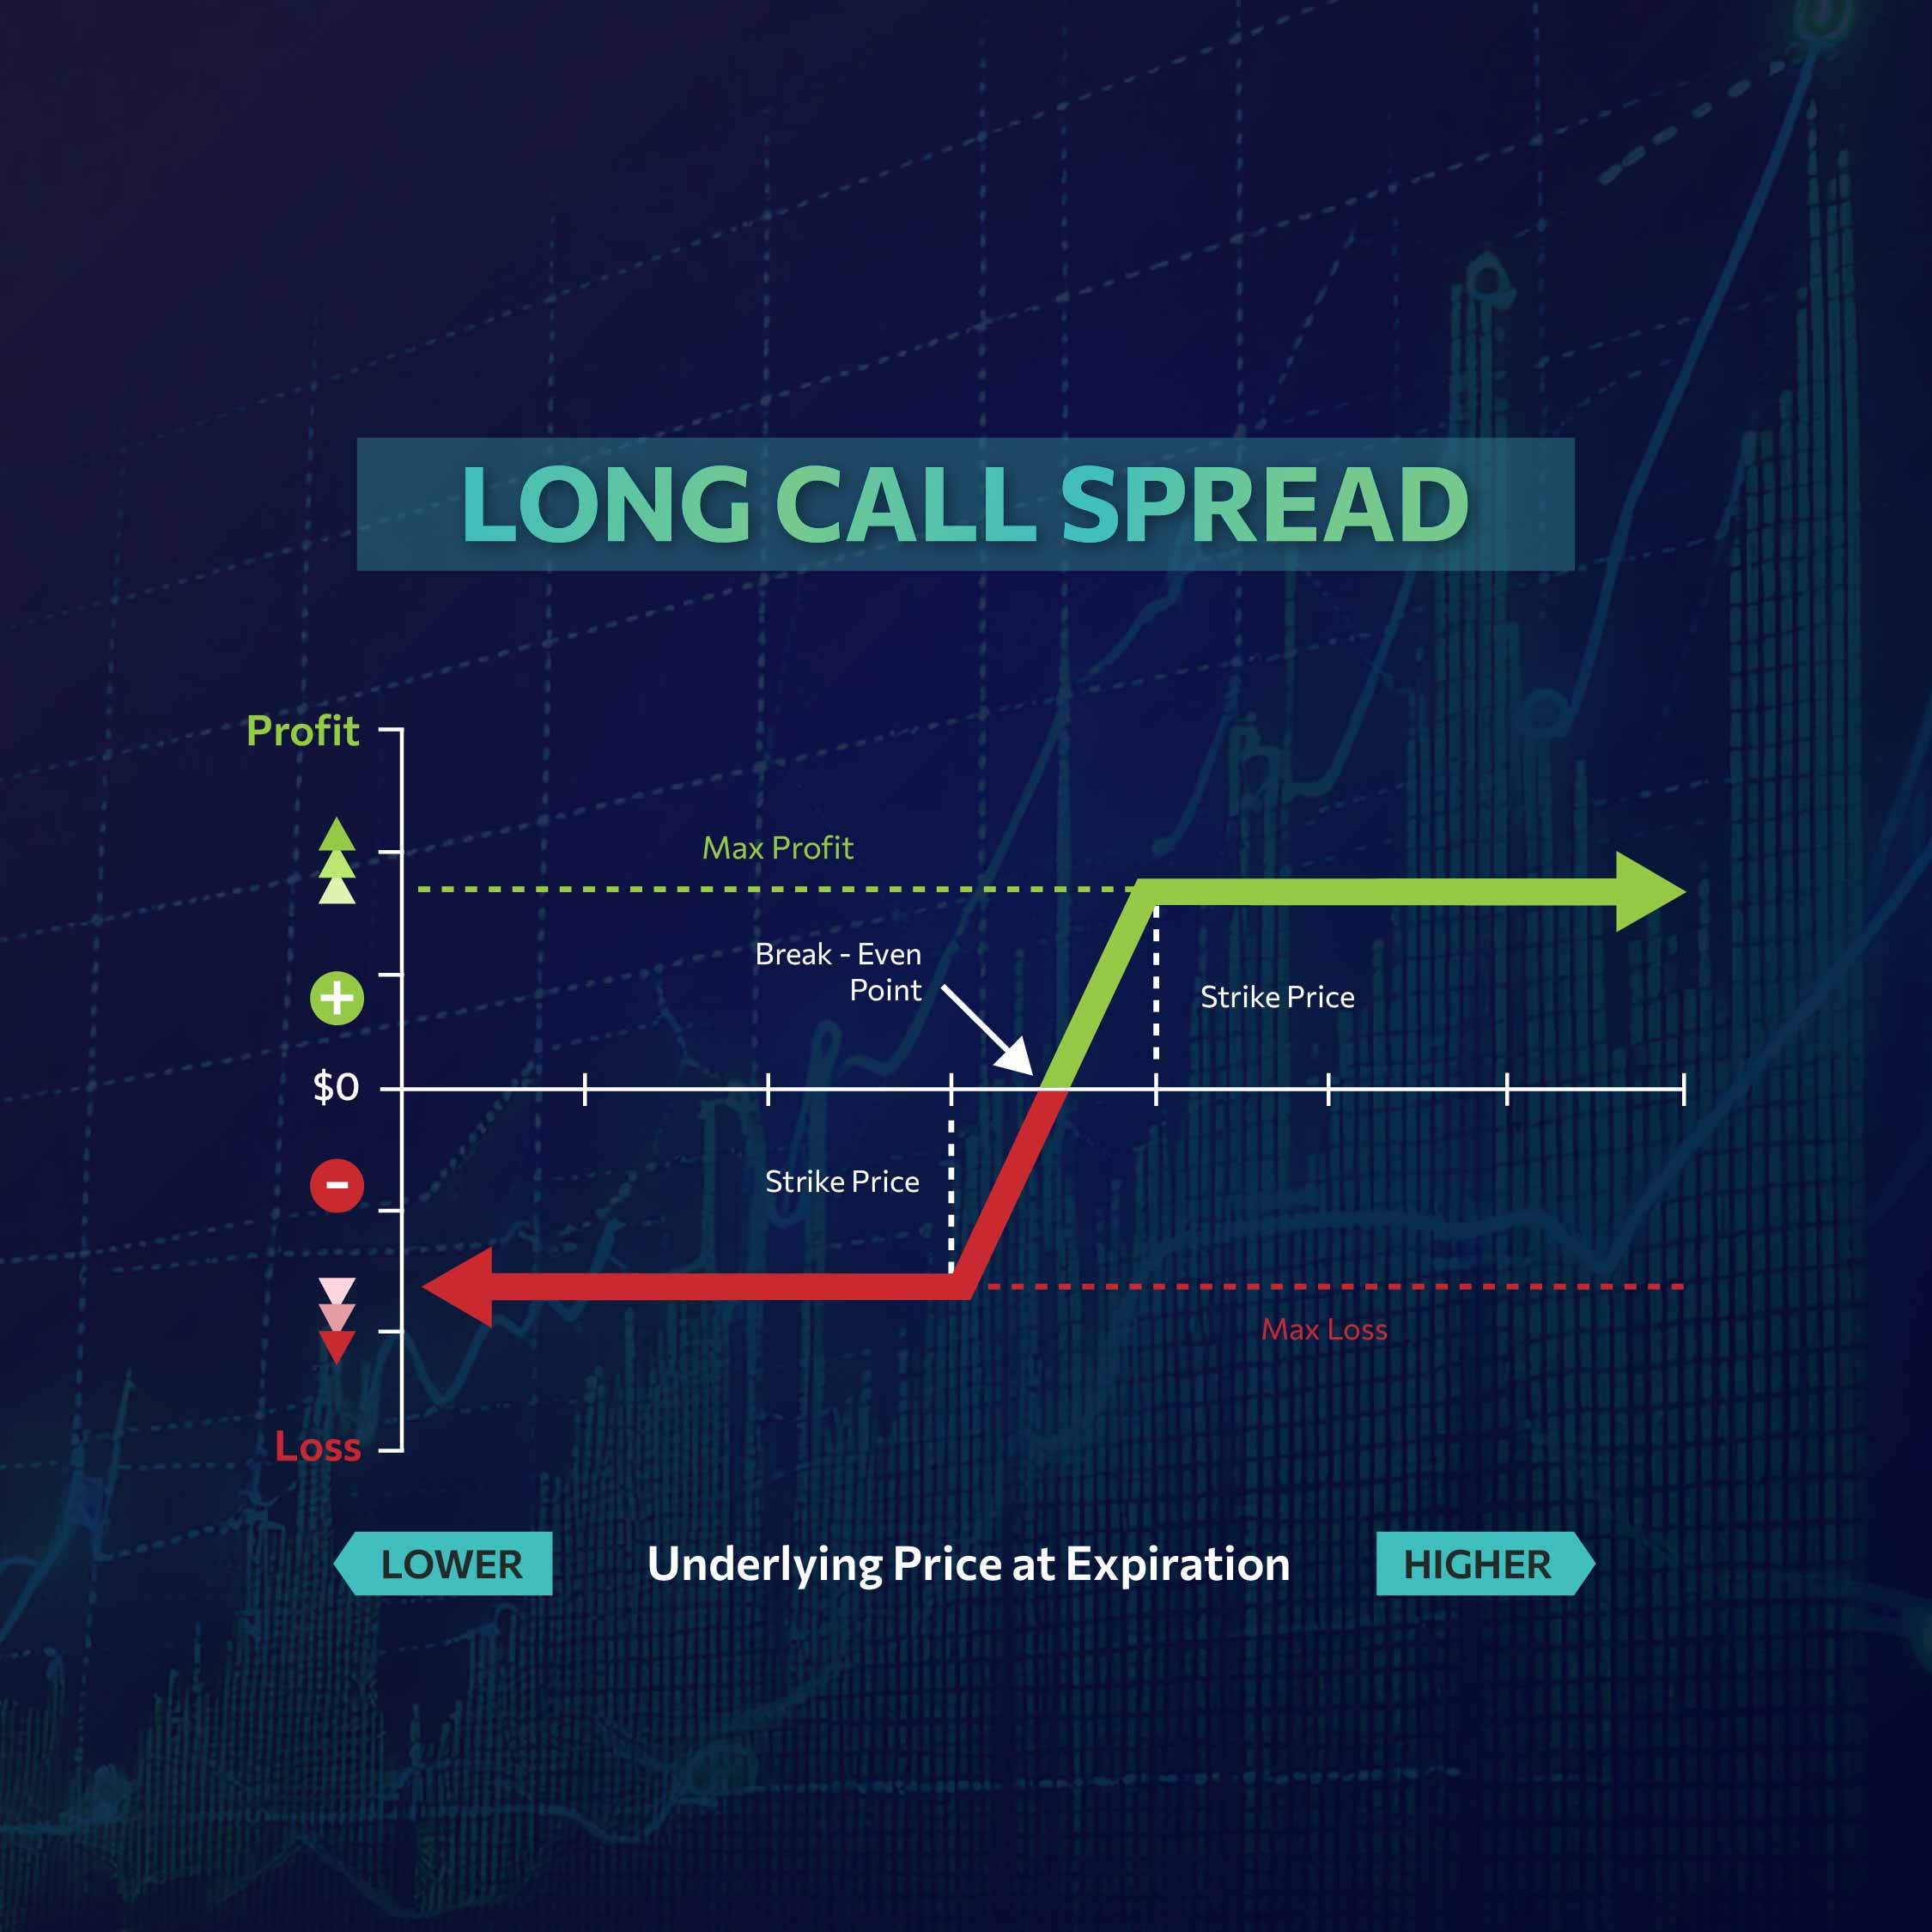 LONG CALL SPREAD
Profit
Max Profit
Break - Even
Point
Strike Price
$0
Strike Price
Max Loss
Loss
LOWER
Underlying Price at Expiration
HIGHER